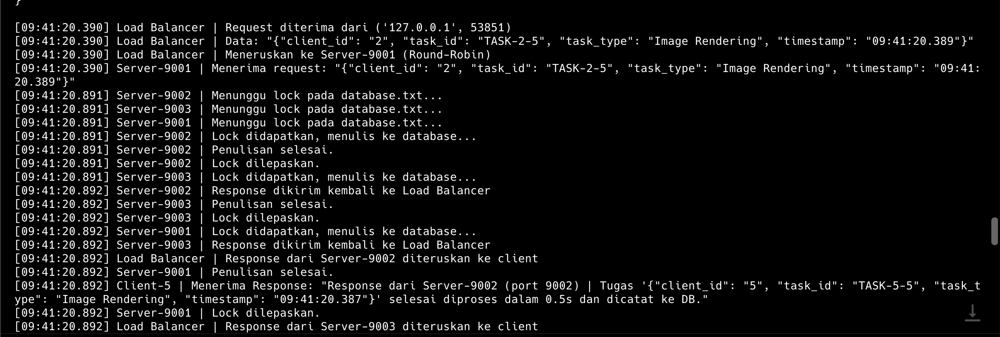 }
[09:41:20.390] Load Balancer | Request diterima dari ('127.0.0.1', 53851)
[09:41:20.390] Load Balancer | Data: "{"client_id": "2", "task_id": "TASK-2-5", "task_type": "Image Rendering", "timestamp": "09:41:20.389"}"
[09:41:20.390] Load Balancer | Meneruskan ke Server-9001 (Round-Robin)
[09:41:20.390] Server-9001 | Menerima request: "{"client_id": "2", "task_id": "TASK-2-5", "task_type": "Image Rendering", "timestamp": "09:41:
20.389"}"
[09:41:20.891] Server-9002 | Menunggu lock pada database.txt...
[09:41:20.891] Server-9003 | Menunggu lock pada database.txt...
[09:41:20.891] Server-9001 | Menunggu lock pada database.txt...
[09:41:20.891] Server-9002 | Lock didapatkan, menulis ke database...
[09:41:20.891] Server-9002 | Penulisan selesai.
[09:41:20.891] Server-9002 | Lock dilepaskan.
[09:41:20.891] Server-9003 | Lock didapatkan, menulis ke database...
[09:41:20.892] Server-9002 | Response dikirim kembali ke Load Balancer
[09:41:20.892] Server-9003 | Penulisan selesai.
[09:41:20.892] Server-9003 | Lock dilepaskan.
[09:41:20.892] Server-9001 | Lock didapatkan, menulis ke database...
[09:41:20.892] Server-9003 | Response dikirim kembali ke Load Balancer
[09:41:20.892] Load Balancer | Response dari Server-9002 diteruskan ke client
[09:41:20.892] Server-9001 | Penulisan selesai.
[09:41:20.892] Client-5 | Menerima Response: "Response dari Server-9002 (port 9002) | Tugas '{"client_id": "5", "task_id": "TASK-5-5", "task_t
ype": "Image Rendering", "timestamp": "09:41:20.387"}' selesai diproses dalam 0.5s dan dicatat ke DB."
[09:41:20.892] Server-9001 | Lock dilepaskan.
[09:41:20.892] Load Balancer | Response dari Server-9003 diteruskan ke client